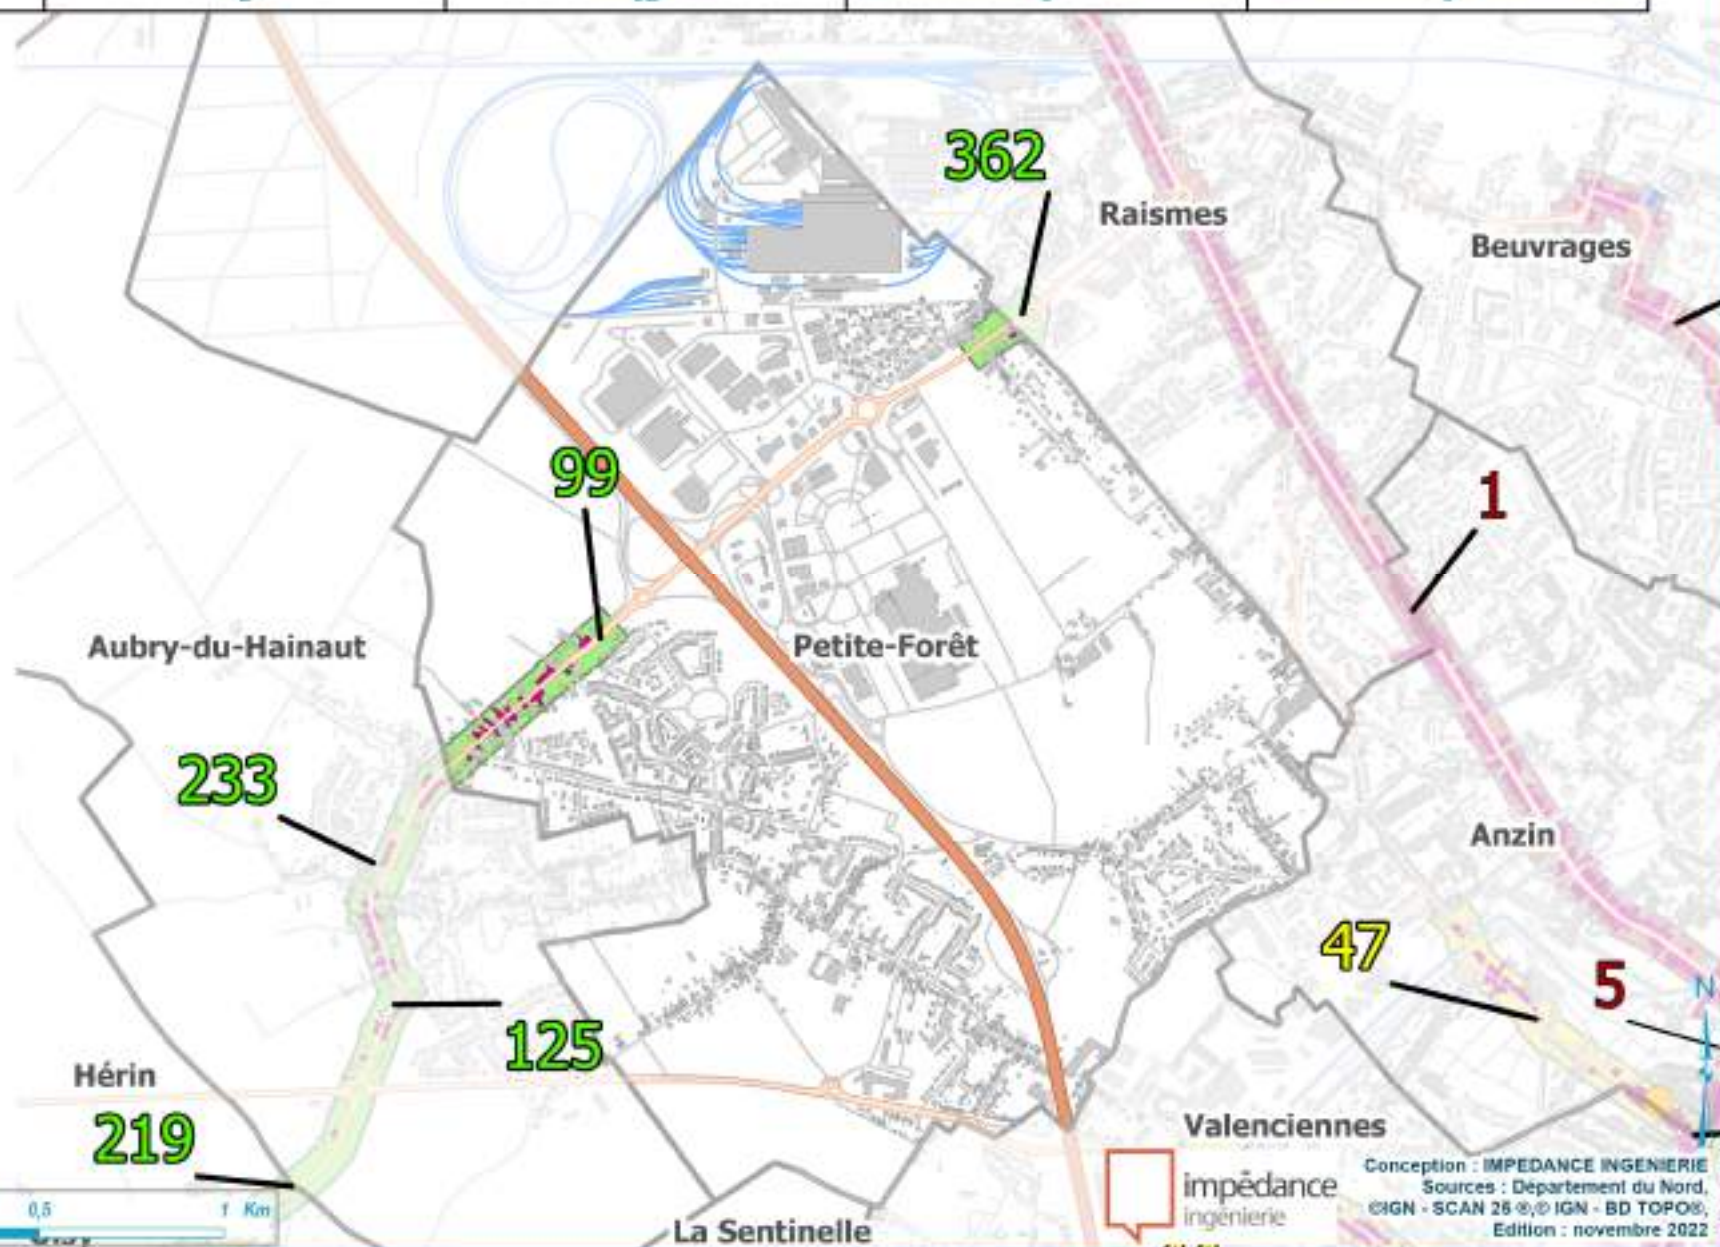 362
Raismes
Beuvrages
99
1
Aubry-du-Hainaut
Petite-Forêt
233
Anzin
47
5
N
125
Hérin
219
Valenciennes
impédance
ingénierie
Conception : IMPEDANCE INGENIERIE
Sources : Département du Nord,
©IGN - SCAN 25 ®,© IGN - BD TOPO®,
Edition : novembre 2022
0,5 1 Km
La Sentinelle